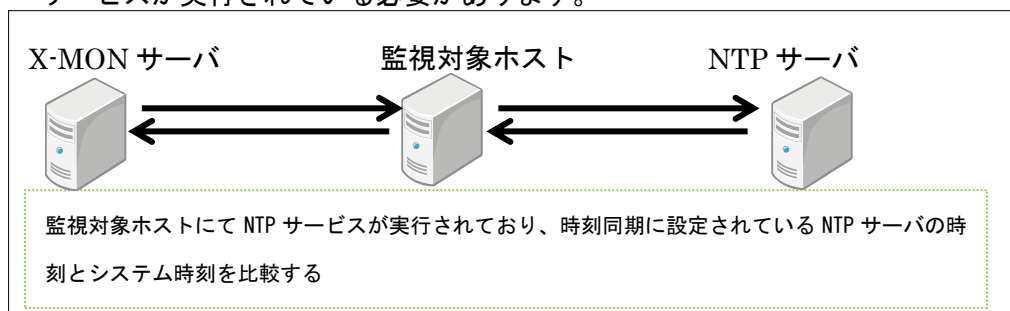 サービスが実行されている必要があります。
X-MON サーバ 監視対象ホスト NTP サーバ
監視対象ホストにて NTP サービスが実行されており、時刻同期に設定されている NTP サーバの時
刻とシステム時刻を比較する